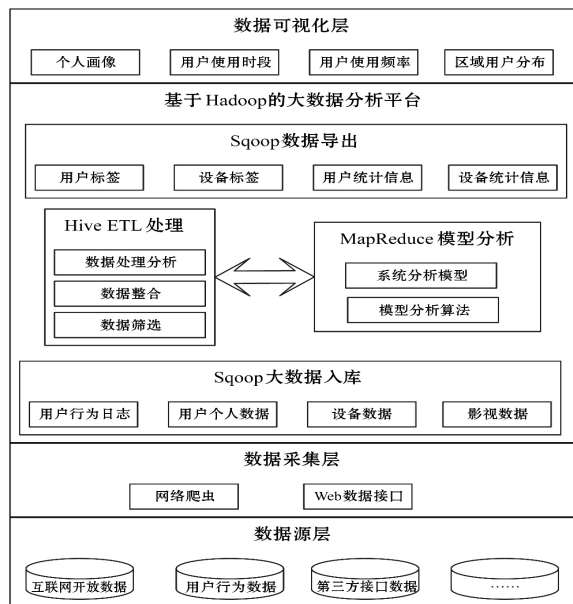 数据可视化层
个人画像 用户使用时段 用户使用频率 区域用户分布
基于Hadoop的大数据分析平台
Sqoop数据导出
用户标签 设备标签 用户统计信息 设备统计信息
Hive ETL 处理
数据处理分析
数据整合
数据筛选
MapReduce 模型分析
系统分析模型
模型分析算法
Sqoop大数据入库
用户行为日志 用户个人数据 设备数据 影视数据
数据采集层
网络爬虫 Web数据接口
数据源层
互联网开放数据 用户行为数据 第三方接口数据 ……